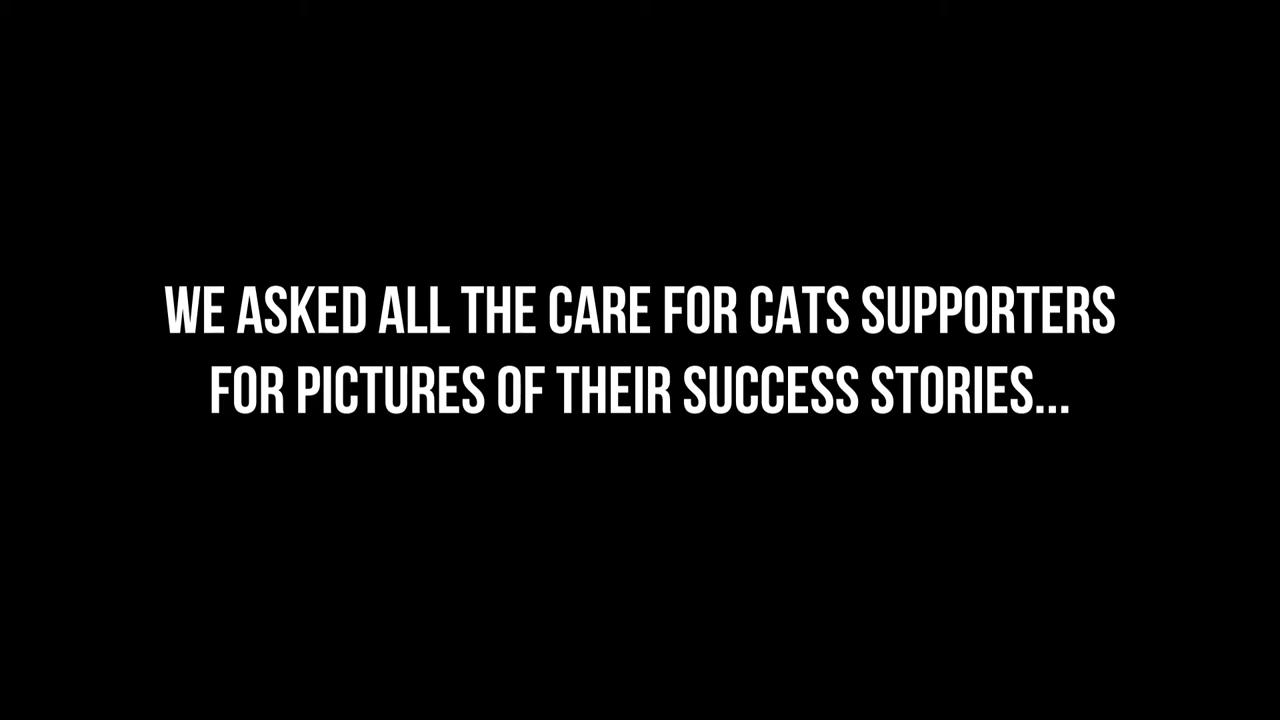 WE ASKED ALL THE CARE FOR CATS SUPPORTERS
FOR PICTURES OF THEIR SUCCESS STORIES...